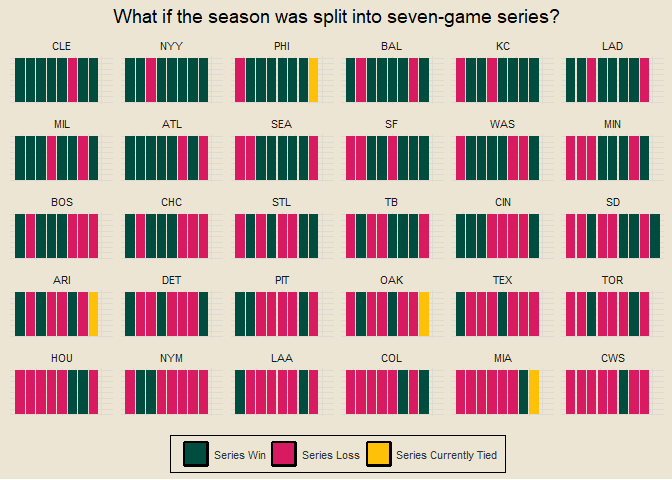 What if the season was split into seven-game series?
CLE NYY PHI BAL KC LAD
MIL ATL SEA SF WAS MIN
BOS CHC STL TB CIN SD
ARI DET PIT OAK TEX TOR
HOU NYM LAA COL MIA CWS
Series Win Series Loss Series Currently Tied